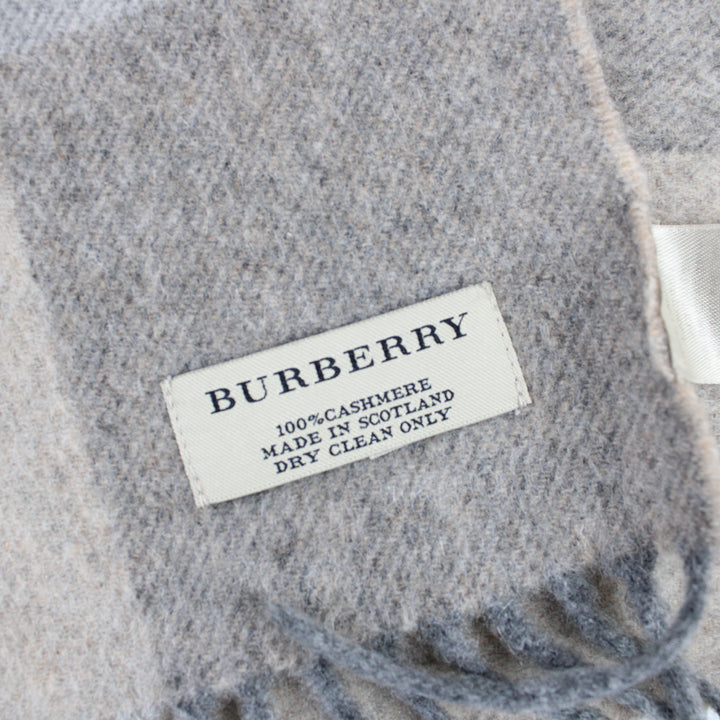 BURBERRY
100%CASHMERE
MADE IN SCOTLAND
DRY CLEAN ONLY